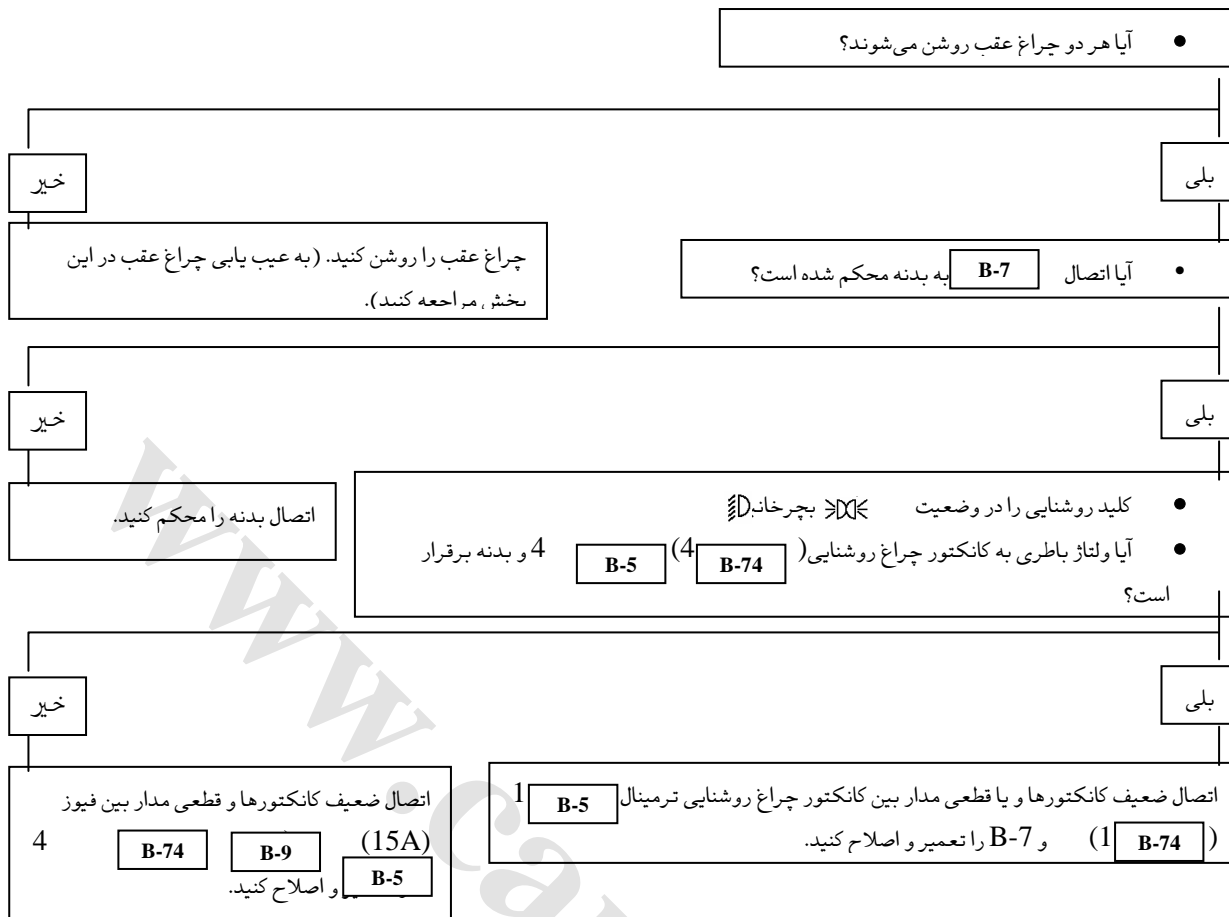 • آیا هر دو چراغ عقب روشن می‌شوند؟
بلی
خیر
• آیا اتصال B-7 به بدنه محکم شده است؟
چراغ عقب را روشن کنید. (به عیب یابی چراغ عقب در این
بخش مراجعه کنید).
بلی
خیر
• کلید روشنایی را در وضعیت بچرخانید
• آیا ولتاژ باطری به کانکتور چراغ روشنایی( B-74 4) B-5 4 و بدنه برقرار
است؟
اتصال بدنه را محکم کنید.
بلی
خیر
اتصال ضعیف کانکتورها و یا قطعی مدار بین کانکتور چراغ روشنایی ترمینال B-5 1
( B-74 1) و B-7 را تعمیر و اصلاح کنید.
اتصال ضعیف کانکتورها و قطعی مدار بین فیوز
(15A) B-9 B-74 4
B-5
و اصلاح کنید.
www.ca